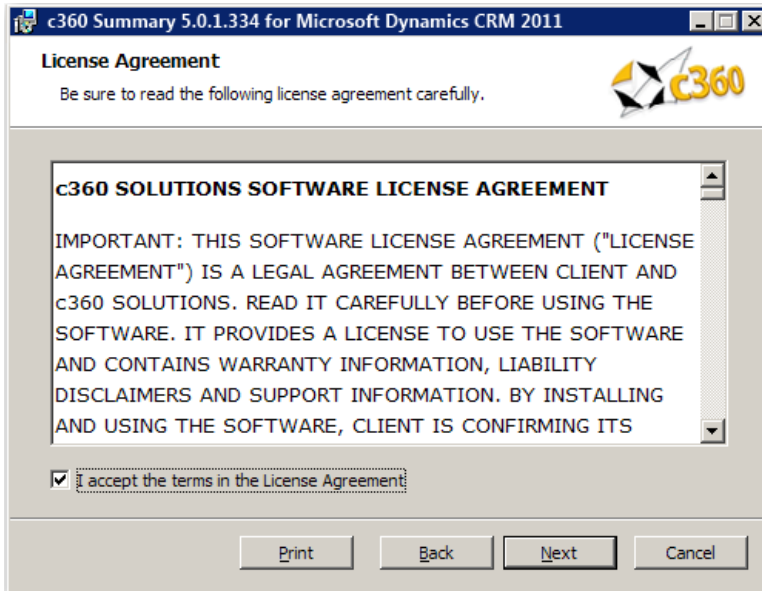 c360 Summary 5.0.1.334 for Microsoft Dynamics CRM 2011
License Agreement
Be sure to read the following license agreement carefully.
c360
c360 SOLUTIONS SOFTWARE LICENSE AGREEMENT
IMPORTANT: THIS SOFTWARE LICENSE AGREEMENT ("LICENSE
AGREEMENT") IS A LEGAL AGREEMENT BETWEEN CLIENT AND
c360 SOLUTIONS. READ IT CAREFULLY BEFORE USING THE
SOFTWARE. IT PROVIDES A LICENSE TO USE THE SOFTWARE
AND CONTAINS WARRANTY INFORMATION, LIABILITY
DISCLAIMERS AND SUPPORT INFORMATION. BY INSTALLING
AND USING THE SOFTWARE, CLIENT IS CONFIRMING ITS
I accept the terms in the License Agreement
Print Back Next Cancel